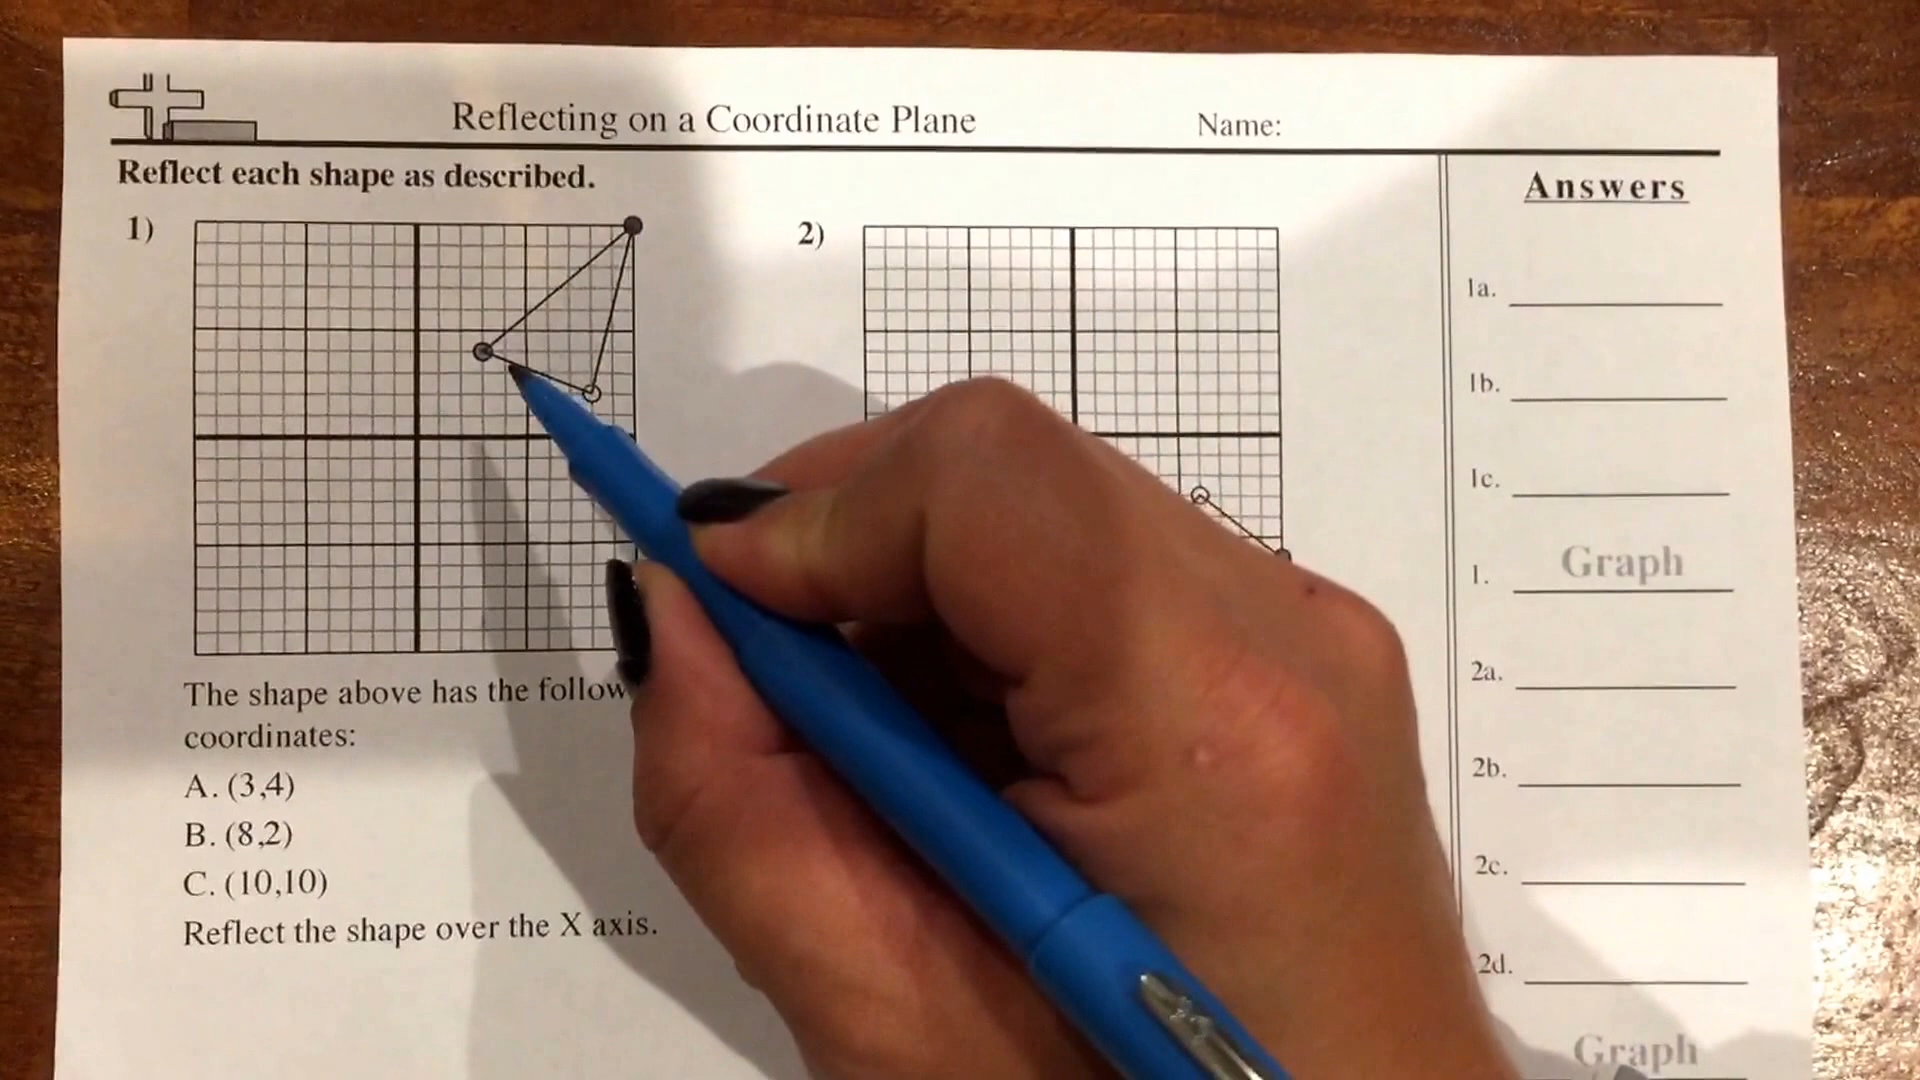 Reflecting on a Coordinate Plane
Name:
Reflect each shape as described.
1)
The shape above has the follow
coordinates:
A. (3,4)
B. (8,2)
C. (10,10)
Reflect the shape over the X axis.
2)
Answers
1a.
1b.
1c.
1. Graph
2a.
2b.
2c.
2d.
Graph